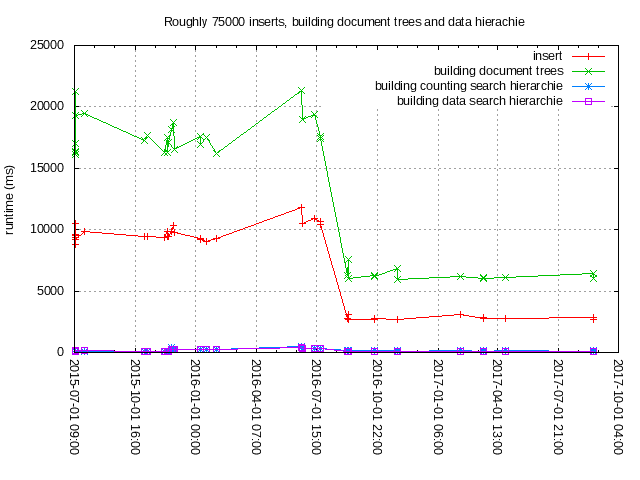 Roughly 75000 inserts, building document trees and data hierachie
25000
20000
15000
10000
5000
0
runtime (ms)
insert
building document trees
building counting search hierarchie
building data search hierarchie
2015-07-01 09:00
2015-10-01 16:00
2016-01-01 00:00
2016-04-01 07:00
2016-07-01 15:00
2016-10-01 22:00
2017-01-01 06:00
2017-04-01 13:00
2017-07-01 21:00
2017-10-01 04:00